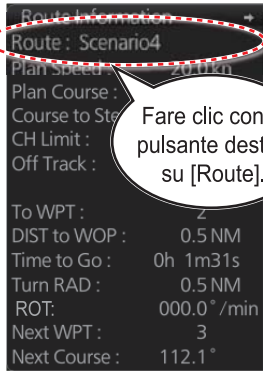 Route Information
Route : Scenario4
Plan Speed : 20.0 kn
Plan Course :
Course to Ste
CH Limit :
Off Track :
Fare clic con
pulsante dest
su [Route].
To WPT : 2
DIST to WOP : 0.5 NM
Time to Go : 0h 1m31s
Turn RAD : 0.5 NM
ROT: 000.0°/min
Next WPT : 3
Next Course : 112.1°